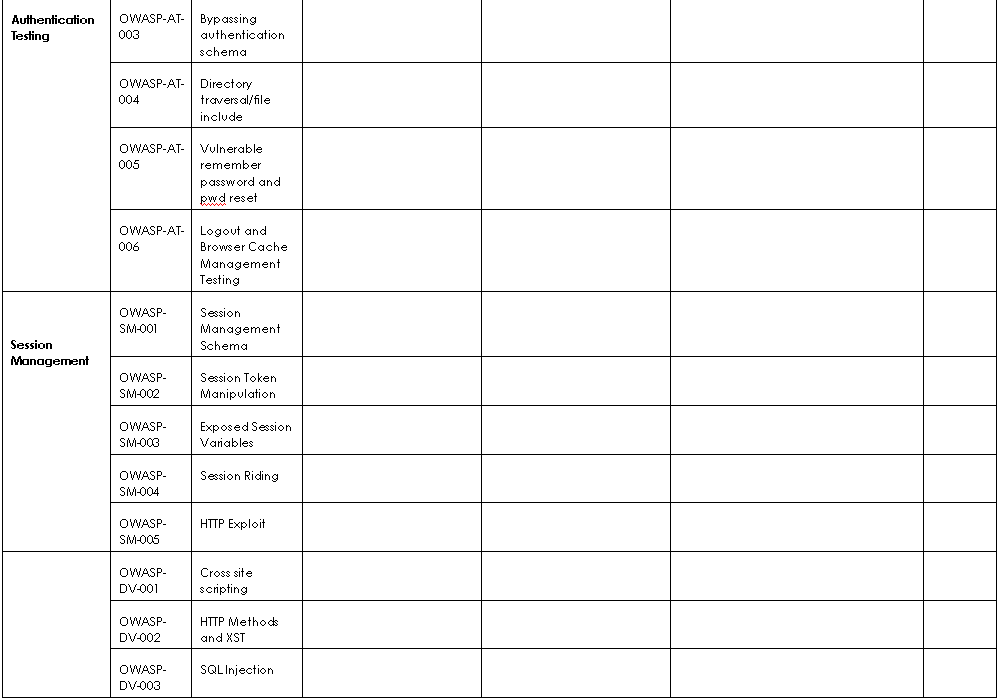 Authentication
Testing
OWASP-AT-
003
Bypassing
authentication
schema
OWASP-AT-
004
Directory
traversal/file
include
OWASP-AT-
005
Vulnerable
remember
password and
pwd reset
OWASP-AT-
006
Logout and
Browser Cache
Management
Testing
Session
Management
OWASP-
SM-001
Session
Management
Schema
OWASP-
SM-002
Session Token
Manipulation
OWASP-
SM-003
Exposed Session
Variables
OWASP-
SM-004
Session Riding
OWASP-
SM-005
HTTP Exploit
OWASP-
DV-001
Cross site
scripting
OWASP-
DV-002
HTTP Methods
and XST
OWASP-
DV-003
SQL Injection